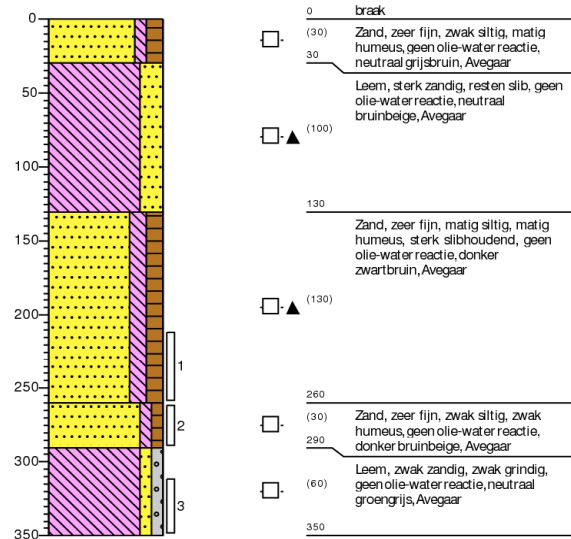 0 braak
(30) Zand, zeer fijn, zwak siltig, matig
humeus, geen olie-water reactie,
30 neutraal grijsbruin, Avegaar
Leem, sterk zandig, resten slib, geen
olie-water reactie, neutraal
bruinbeige, Avegaar
(100)
130
Zand, zeer fijn, matig siltig, matig
humeus, sterk slibhoudend, geen
olie-water reactie, donker
zwartbruin, Avegaar
(130)
260
(30) Zand, zeer fijn, zwak siltig, zwak
humeus, geen olie-water reactie,
290 donker bruinbeige, Avegaar
Leem, zwak zandig, zwak grindig,
(60) geen olie-water reactie, neutraal
groengrijs, Avegaar
350
0
50
100
150
200
250
300
350
1
2
3